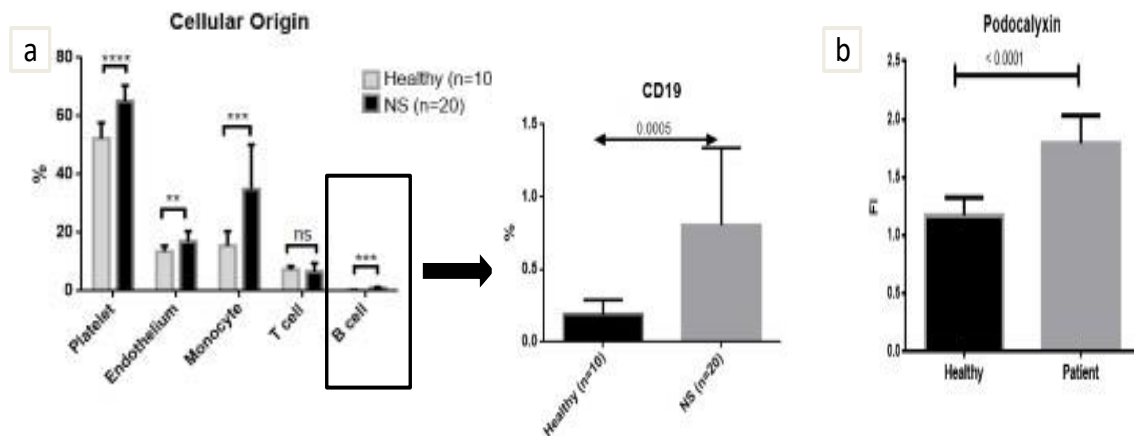 a
Cellular Origin
80
60
40
20
0
%
****
**
***
ns
***
Healthy (n=10
NS (n=20)
Platelet
Endothelium
Monocyte
T cell
B cell
CD19
0.0005
1.5
1.0
0.5
0.0
%
Healthy (n=10)
NS (n=20)
b
Podocalyxin
< 0.0001
2.5
2.0
1.5
1.0
0.5
0.0
FI
Healthy
Patient